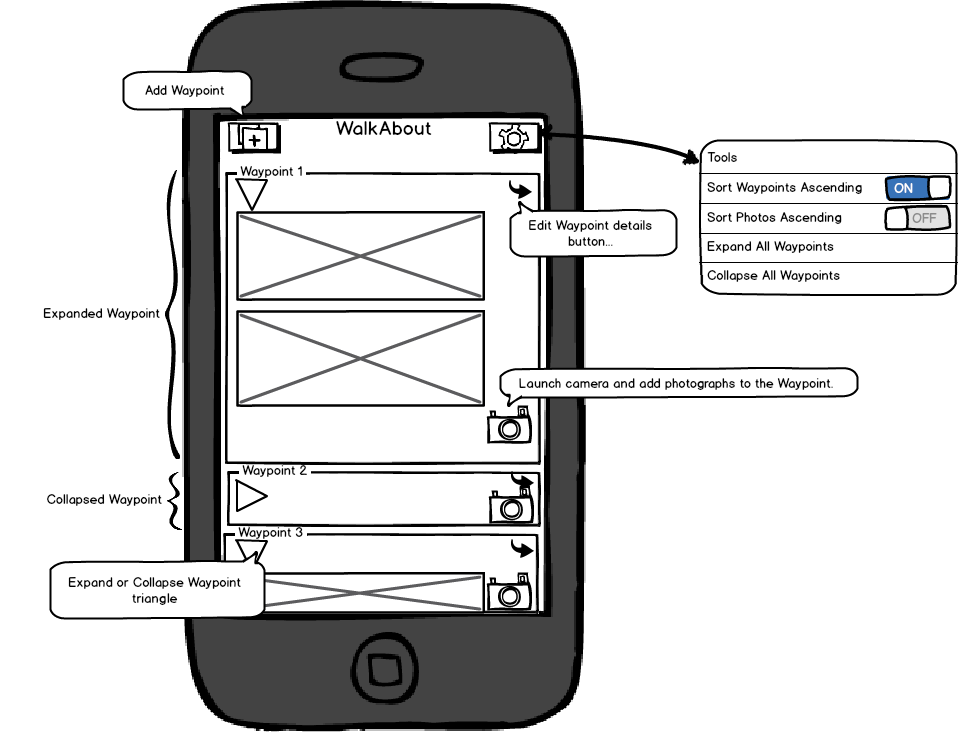 Add Waypoint
WalkAbout
Tools
Waypoint 1
Sort Waypoints Ascending
ON
Sort Photos Ascending
OFF
Edit Waypoint details
button...
Expand All Waypoints
Collapse All Waypoints
Expanded Waypoint
Launch camera and add photographs to the Waypoint.
Waypoint 2
Collapsed Waypoint
Waypoint 3
Expand or Collapse Waypoint
triangle